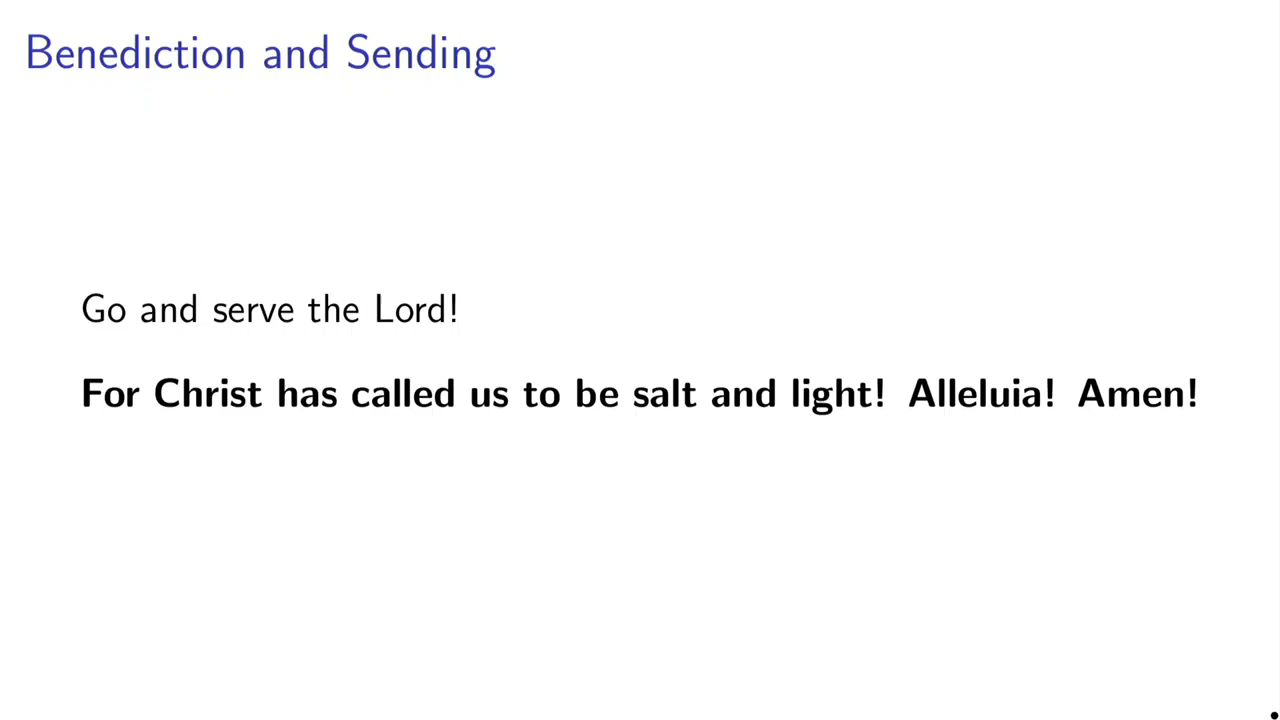 Benediction and Sending
Go and serve the Lord!
For Christ has called us to be salt and light! Alleluia! Amen!